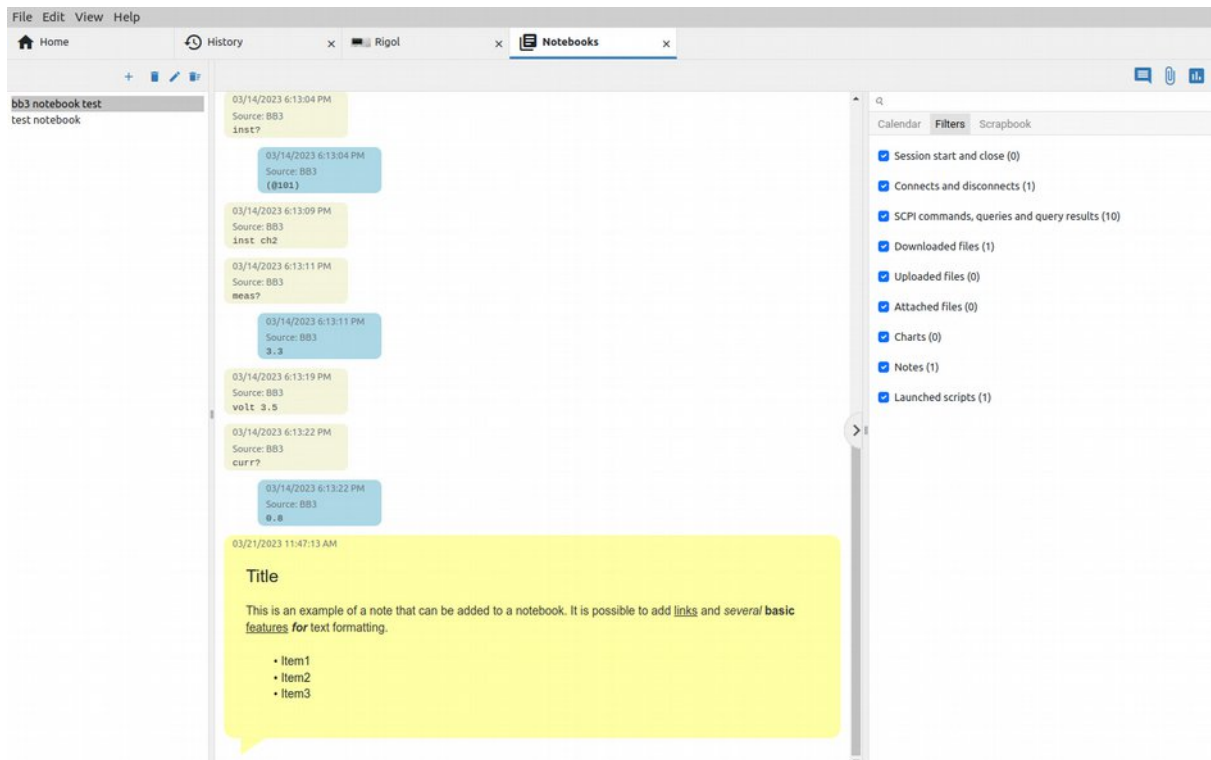 File Edit View Help
Home History Rigol Notebooks
bb3 notebook test
test notebook
03/14/2023 6:13:04 PM
Source: BB3
inst?
03/14/2023 6:13:04 PM
Source: BB3
(@101)
03/14/2023 6:13:09 PM
Source: BB3
inst ch2
03/14/2023 6:13:11 PM
Source: BB3
meas?
03/14/2023 6:13:11 PM
Source: BB3
3.3
03/14/2023 6:13:19 PM
Source: BB3
volt 3.5
03/14/2023 6:13:22 PM
Source: BB3
curr?
03/14/2023 6:13:22 PM
Source: BB3
0.8
03/21/2023 11:47:13 AM
Title
This is an example of a note that can be added to a notebook. It is possible to add links and several basic
features for text formatting.
• Item1
• Item2
• Item3
Calendar Filters Scrapbook
Session start and close (0)
Connects and disconnects (1)
SCPI commands, queries and query results (10)
Downloaded files (1)
Uploaded files (0)
Attached files (0)
Charts (0)
Notes (1)
Launched scripts (1)